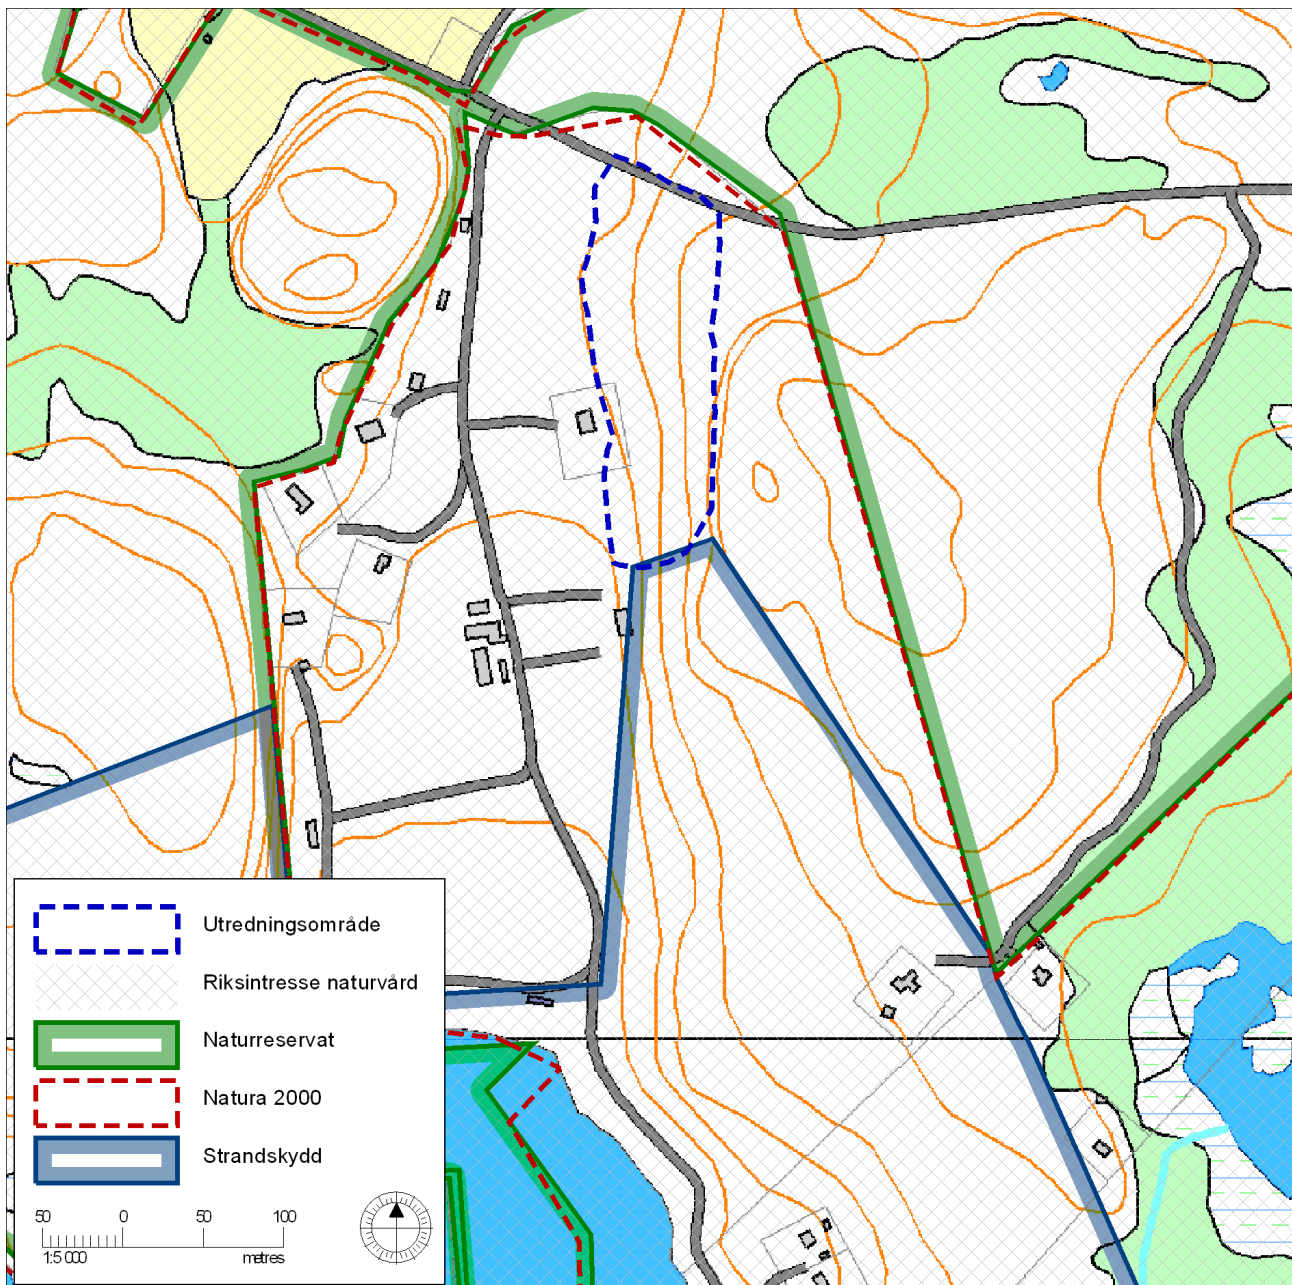 Utredningsområde
Riksintresse naturvård
Naturreservat
Natura 2000
Strandskydd
50 0 50 100
1:5 000 metres